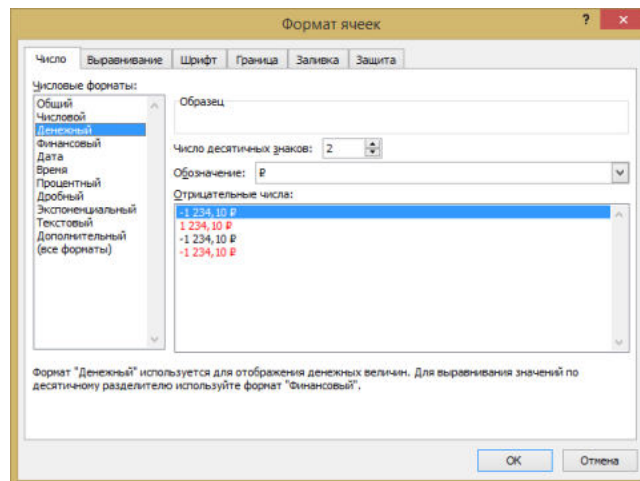 Формат ячеек
Число Выравнивание Шрифт Граница Заливка Защита
Числовые форматы:
Общий
Числовой
Денежный
Финансовый
Дата
Время
Процентный
Дробный
Экспоненциальный
Текстовый
Дополнительный
(все форматы)
Образец
Число десятичных знаков: 2
Обозначение: ₽
Отрицательные числа:
-1 234,10 ₽
1 234,10 ₽
-1 234,10 ₽
-1 234,10 ₽
Формат "Денежный" используется для отображения денежных величин. Для выравнивания значений по
десятичному разделителю используйте формат "Финансовый".
ОК Отмена